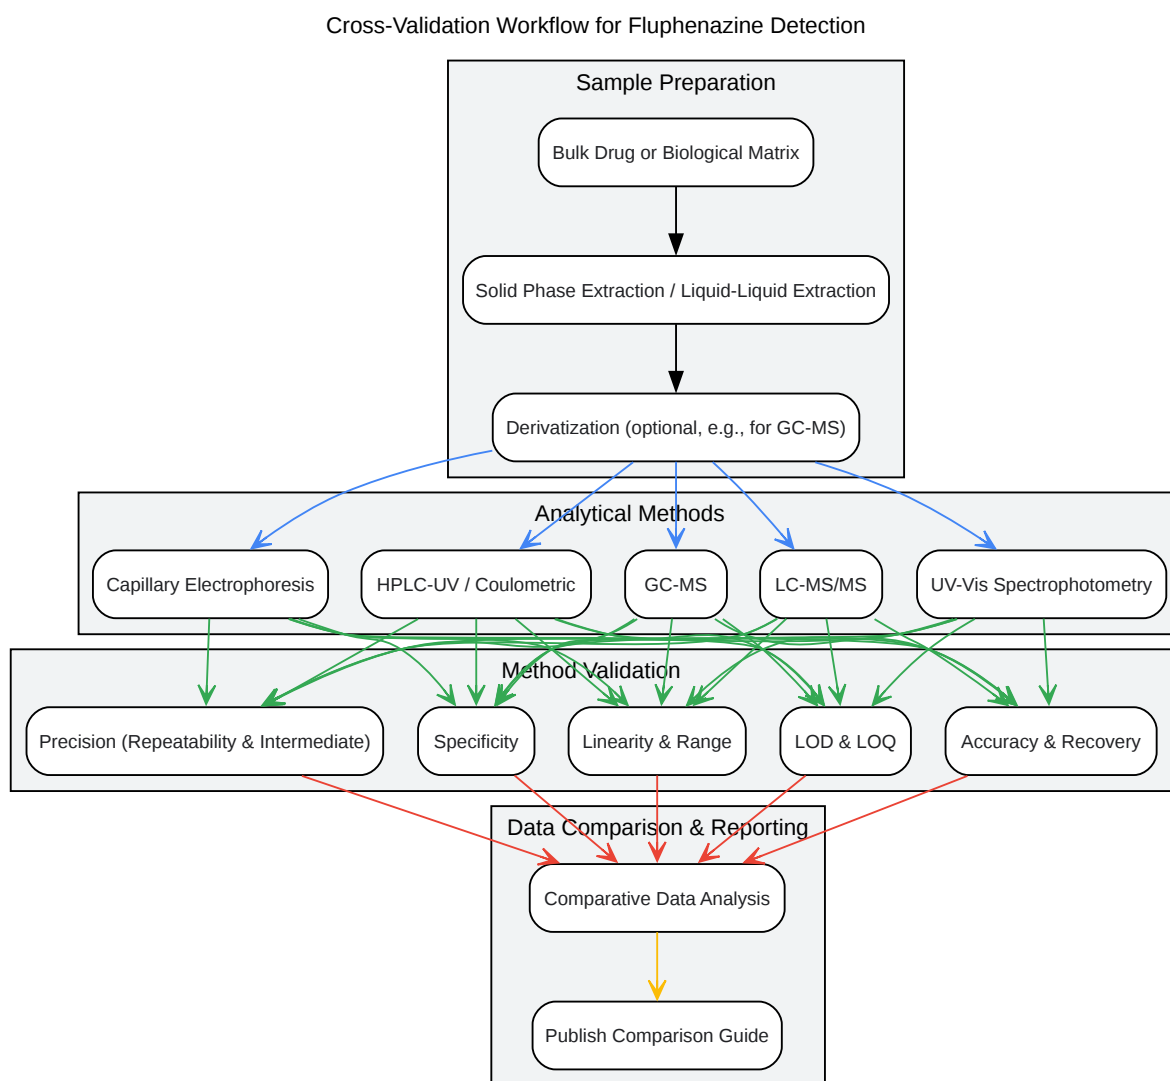 Cross-Validation Workflow for Fluphenazine Detection
Sample Preparation
Bulk Drug or Biological Matrix
Solid Phase Extraction / Liquid-Liquid Extraction
Derivatization (optional, e.g., for GC-MS)
Analytical Methods
Capillary Electrophoresis
HPLC-UV / Coulometric
GC-MS
LC-MS/MS
UV-Vis Spectrophotometry
Method Validation
Precision (Repeatability & Intermediate)
Specificity
Linearity & Range
LOD & LOQ
Accuracy & Recovery
Data Comparison & Reporting
Comparative Data Analysis
Publish Comparison Guide